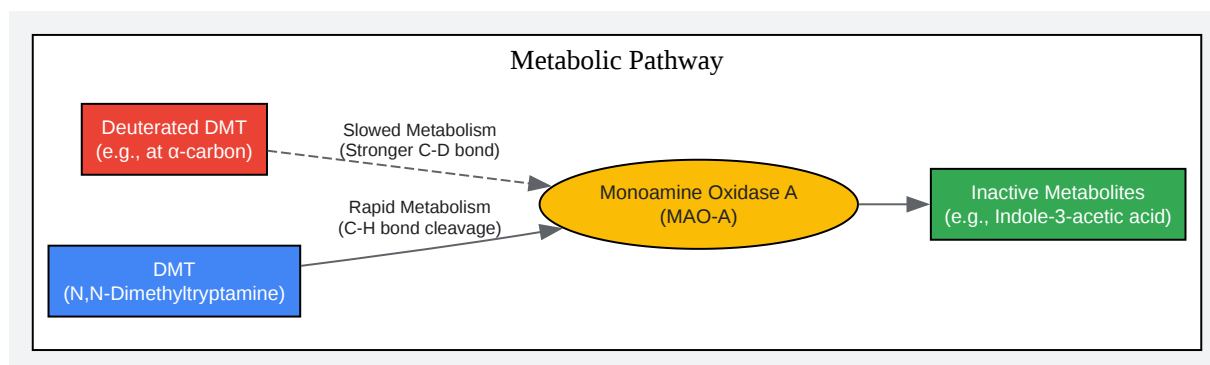 Metabolic Pathway
Deuterated DMT
(e.g., at α-carbon)
Slowed Metabolism
(Stronger C-D bond)
Monoamine Oxidase A
(MAO-A)
Inactive Metabolites
(e.g., Indole-3-acetic acid)
Rapid Metabolism
(C-H bond cleavage)
DMT
(N,N-Dimethyltryptamine)